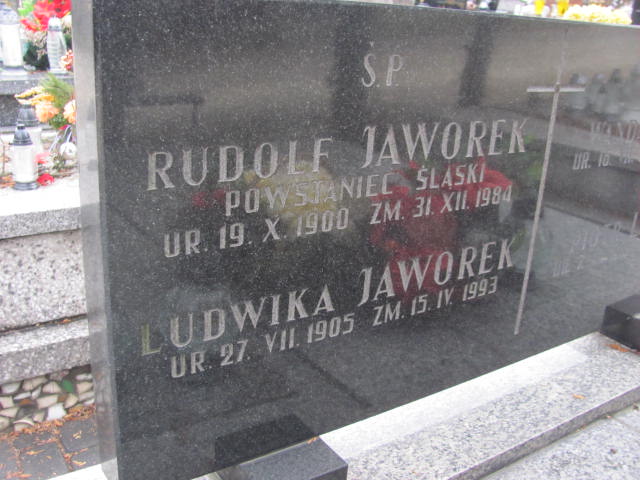 Ś.P.
RUDOLF JAWOREK
POWSTANIEC ŚLĄSKI
UR. 19. X. 1900 ZM. 31. XII. 1984
LUDWIKA JAWOREK
UR. 27. VII. 1905 ZM. 15. IV. 1993